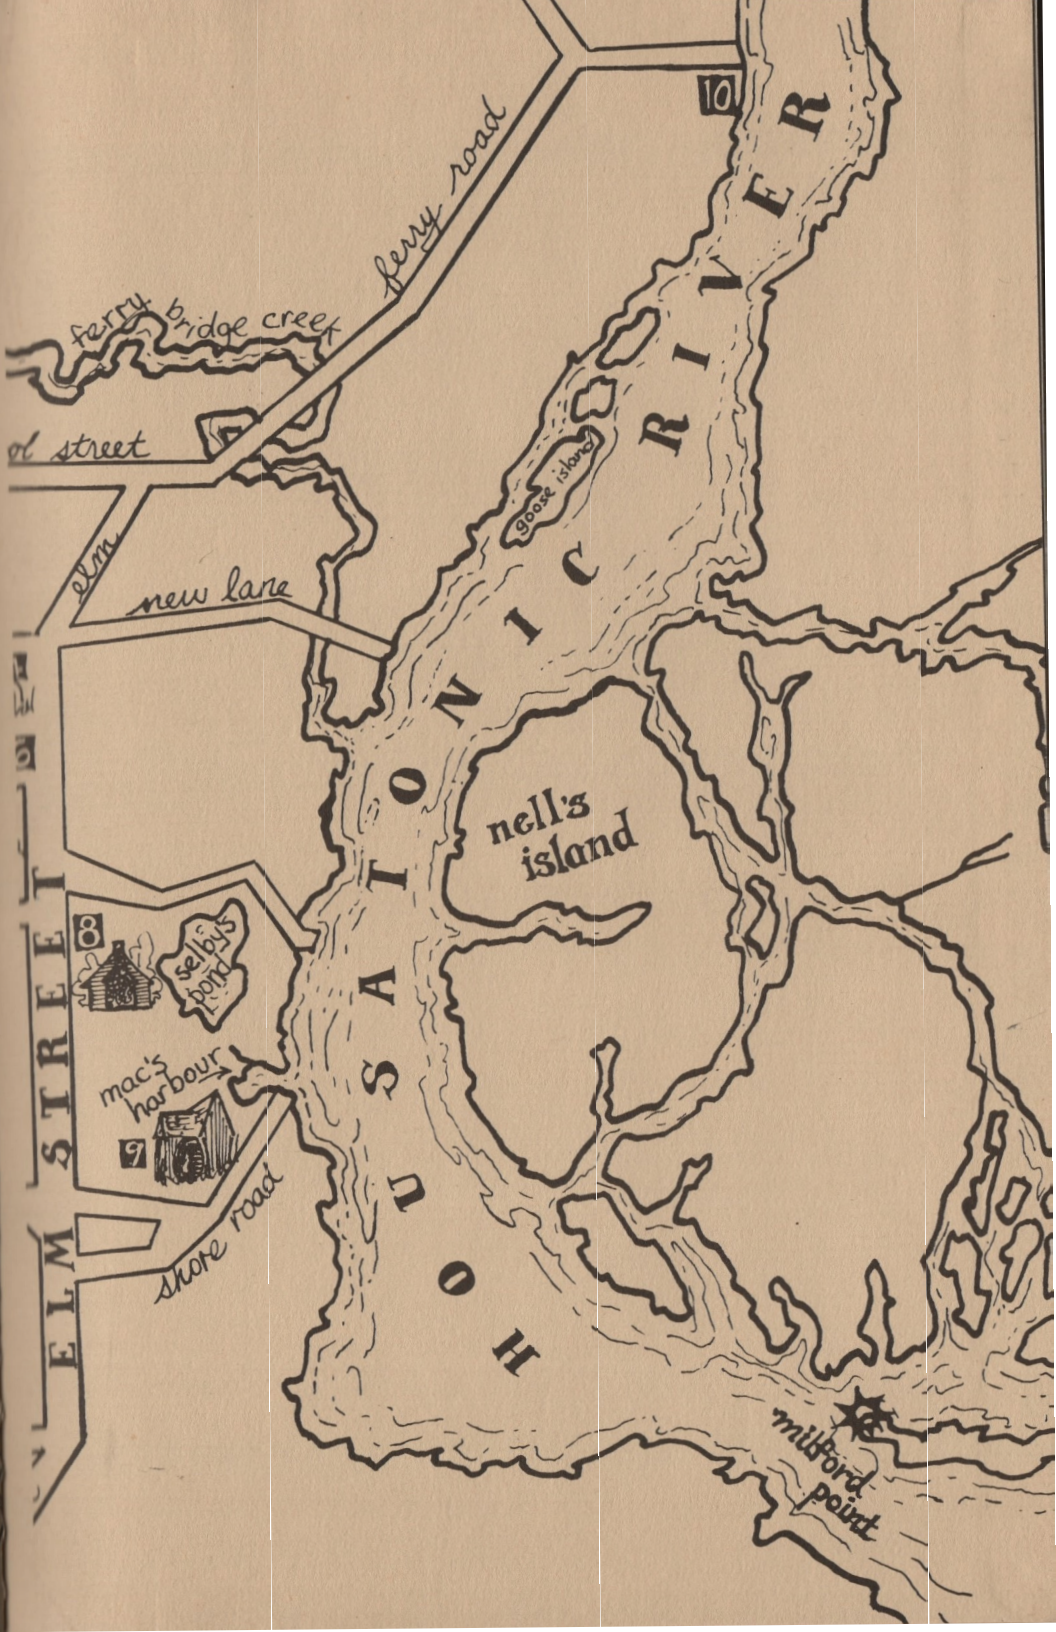 10
ferry road
ferry bridge creek
ol street
elm
new lane
goose island
HOUSATONIC RIVER
nell's
island
8
selbys
pond
mac's
harbour
9
ELM STREET
shore road
milford
point